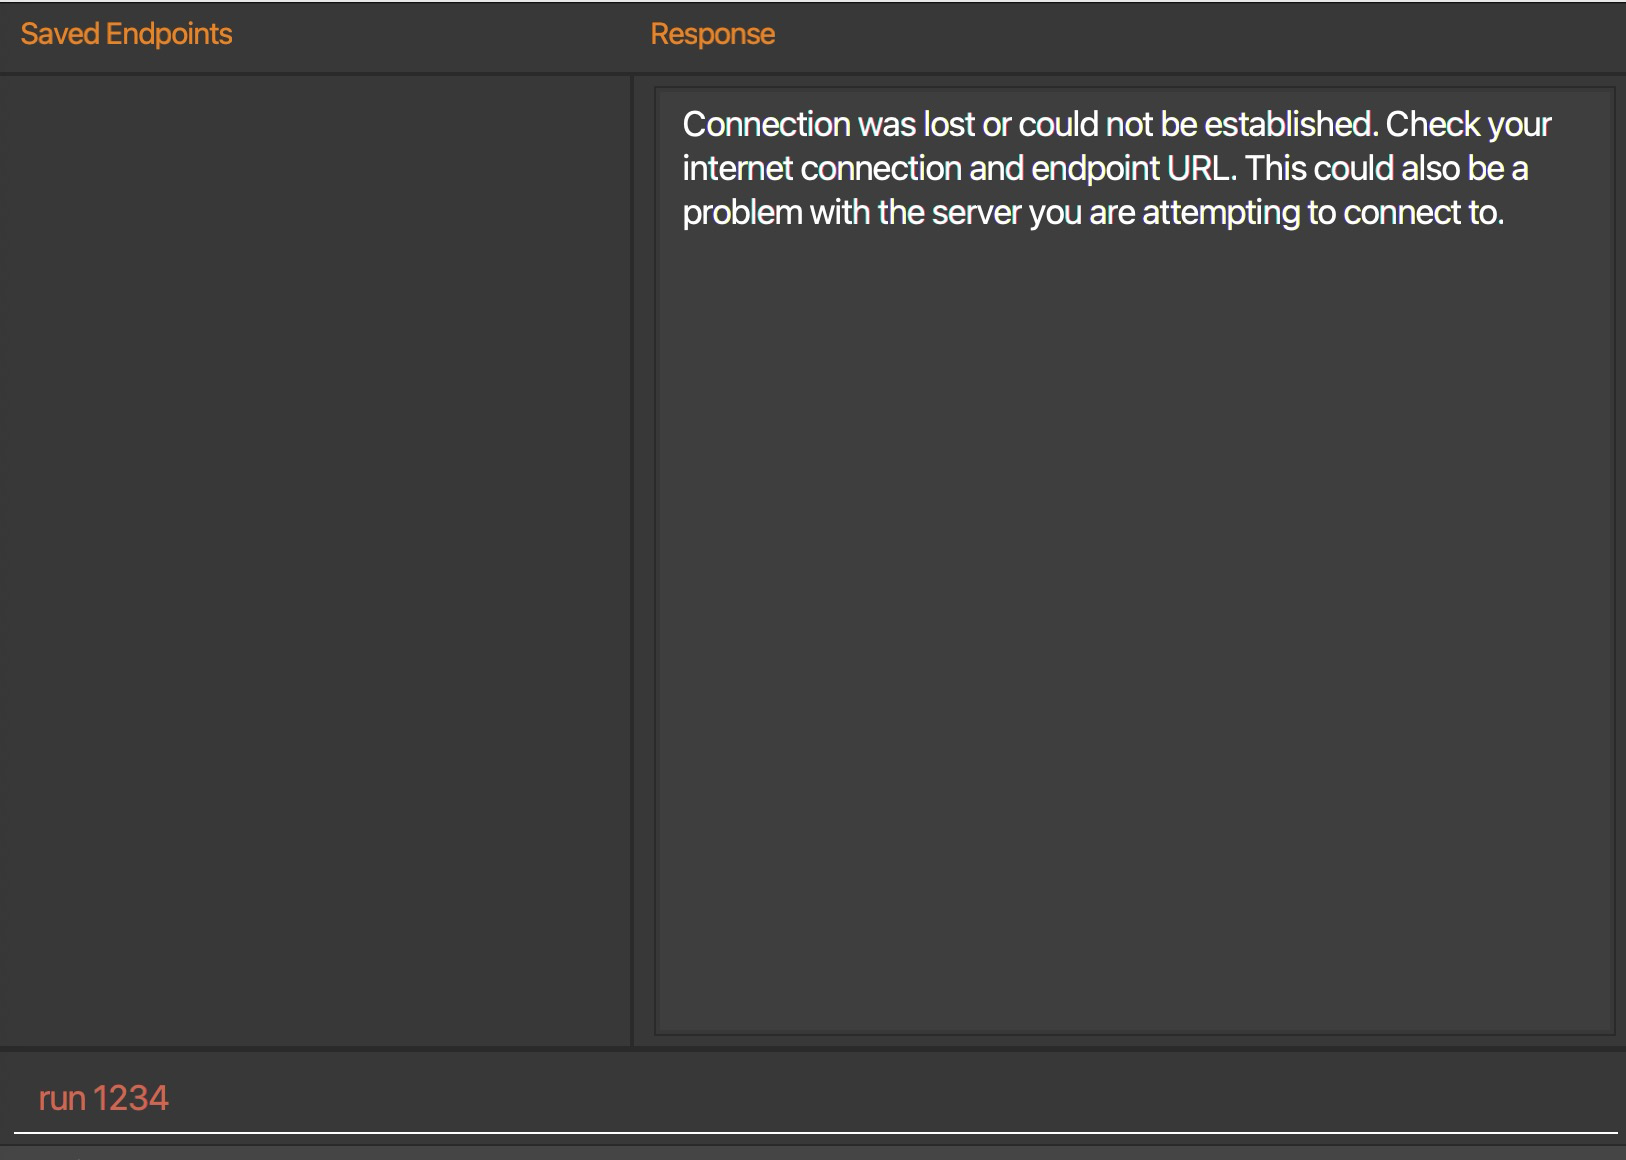 Saved Endpoints
Response
Connection was lost or could not be established. Check your
internet connection and endpoint URL. This could also be a
problem with the server you are attempting to connect to.
run 1234